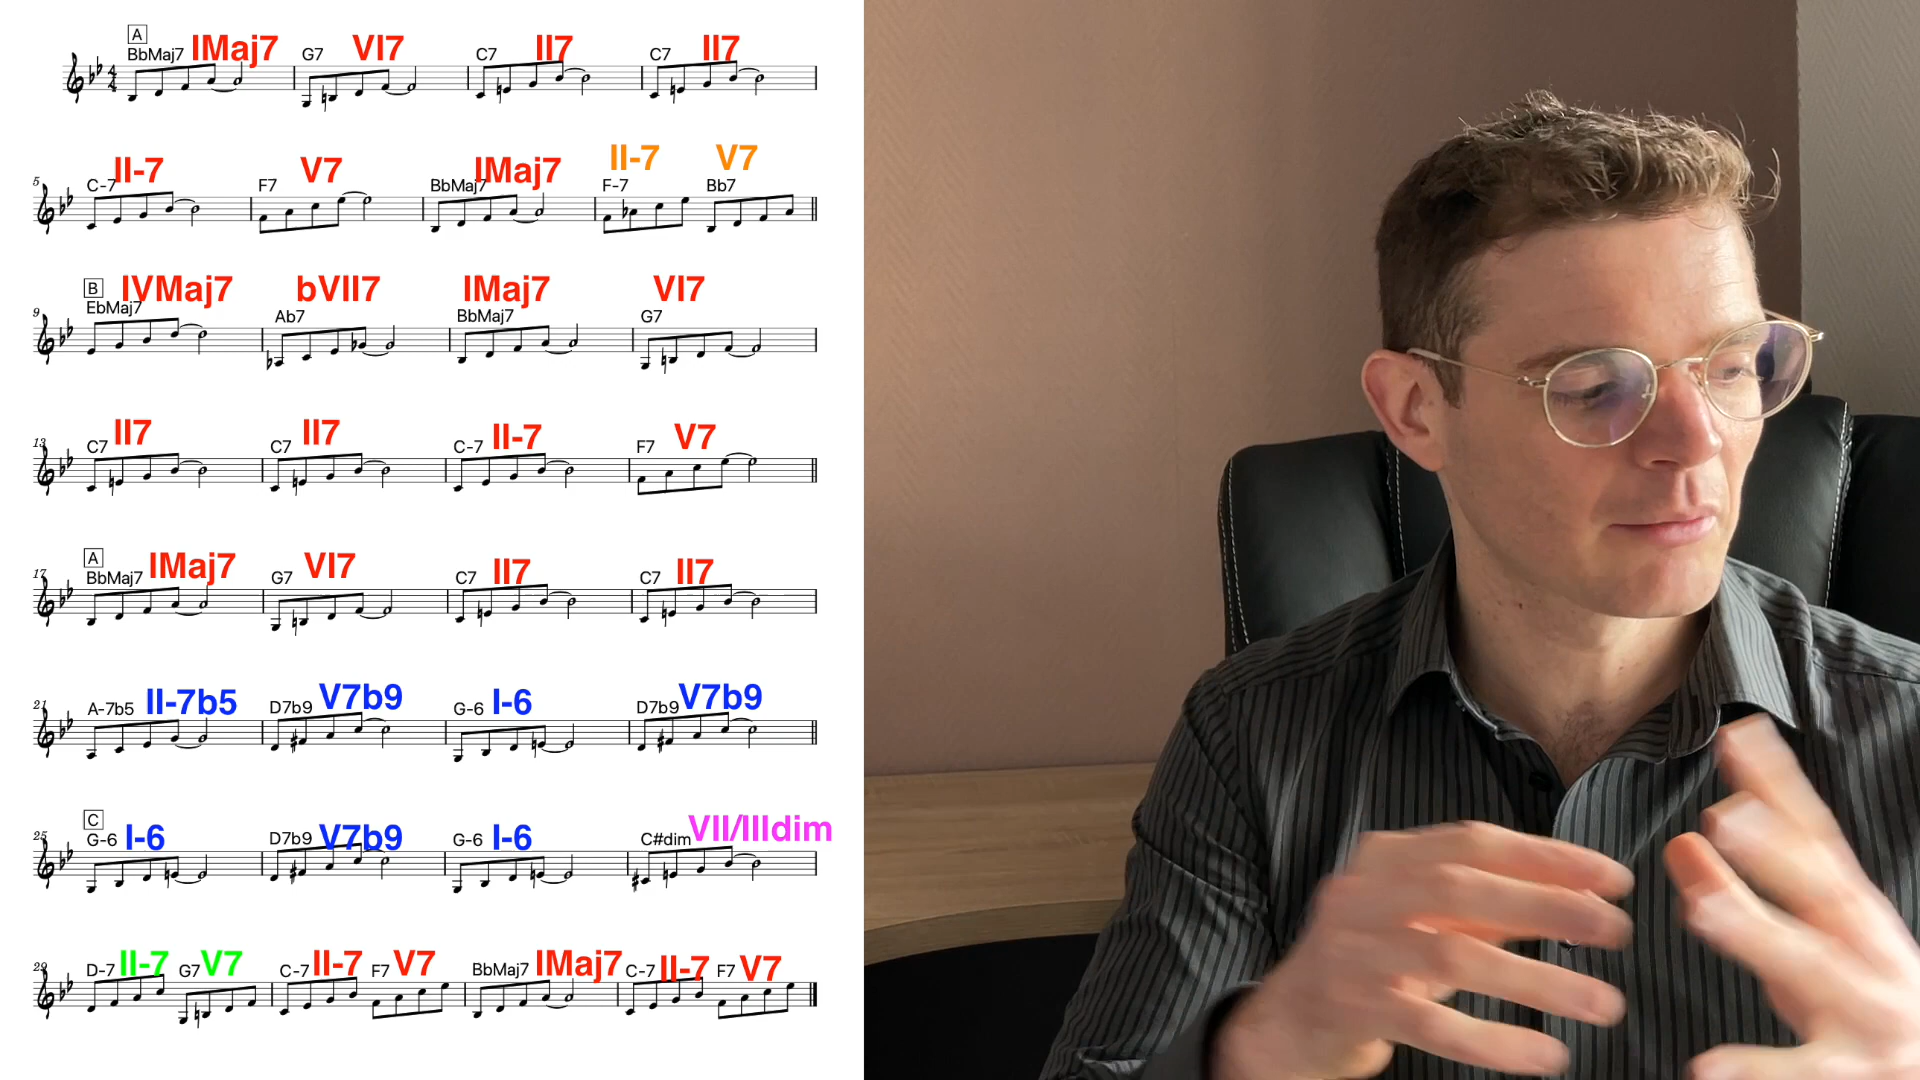 A
BbMaj7 IMaj7 G7 VI7 C7 II7 C7 II7
4
4
5 C-7 II-7 F7 V7 BbMaj7 IMaj7 F-7 II-7 Bb7 V7
B
9 EbMaj7 IVMaj7 Ab7 bVII7 BbMaj7 IMaj7 G7 VI7
13 C7 II7 C7 II7 C-7 II-7 F7 V7
A
17 BbMaj7 IMaj7 G7 VI7 C7 II7 C7 II7
21 A-7b5 II-7b5 D7b9 V7b9 G-6 I-6 D7b9 V7b9
C
25 G-6 I-6 D7b9 V7b9 G-6 I-6 C#dim VII/IIIdim
29 D-7 II-7 G7 V7 C-7 II-7 F7 V7 BbMaj7 IMaj7 C-7 II-7 F7 V7